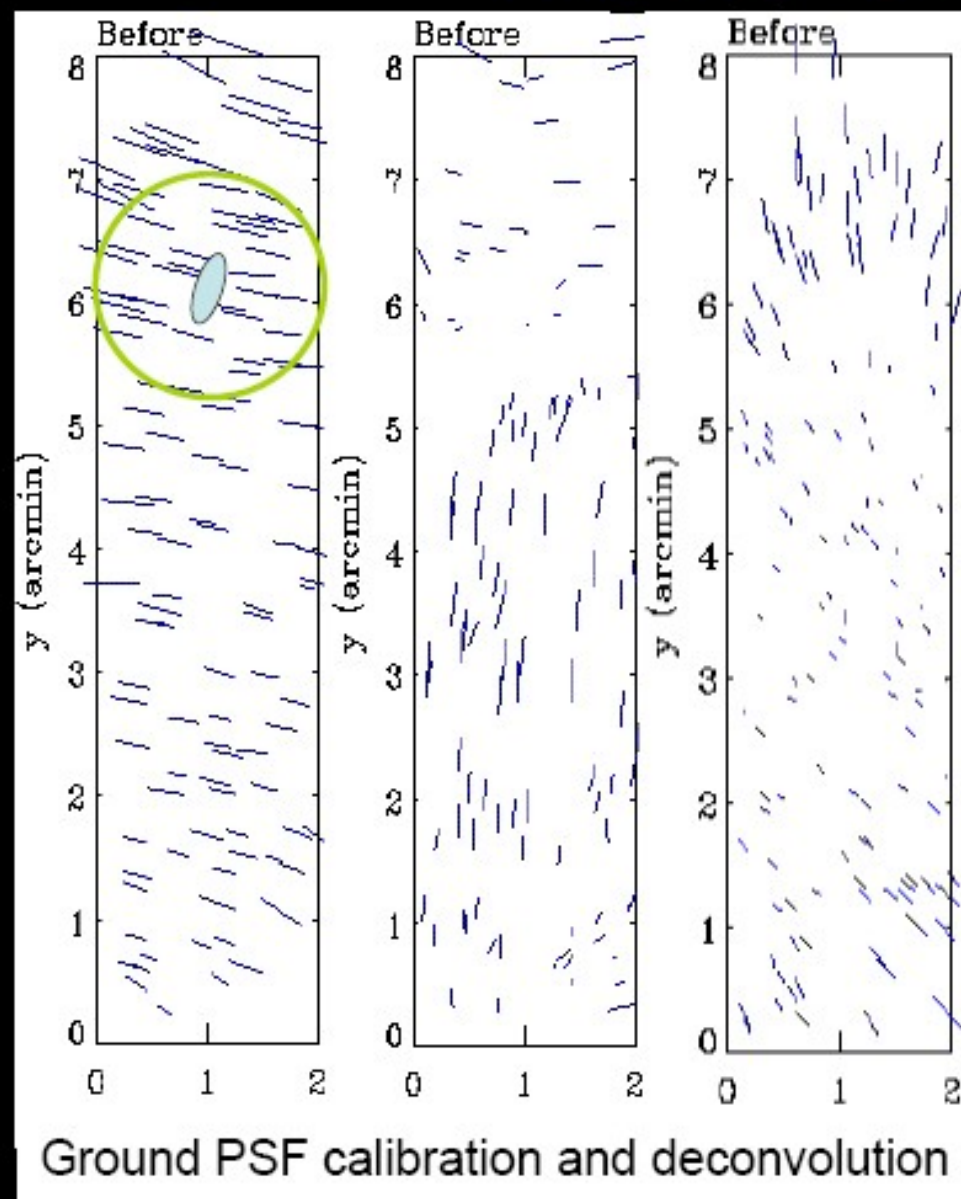 Before Before Before
8 8 8
7 7 7
6 6 6
5 5 5
y (arcmin) y (arcmin) y (arcmin)
4 4 4
3 3 3
2 2 2
1 1 1
0 0 0
0 1 2 0 1 2 0 1 2
Ground PSF calibration and deconvolution